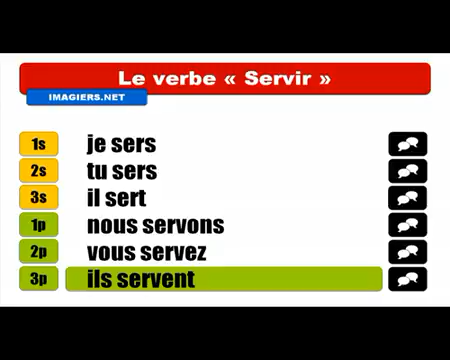 Le verbe « Servir »
IMAGIERS.NET
1s je sers
2s tu sers
3s il sert
1p nous servons
2p vous servez
3p ils servent